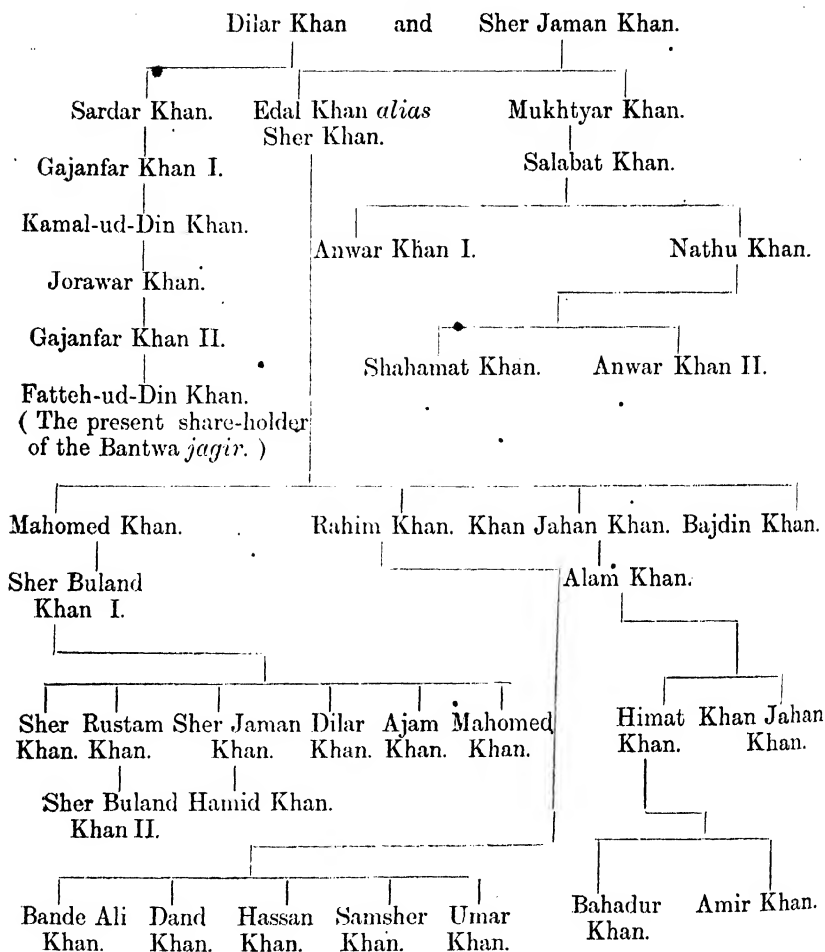 Dilar Khan and Sher Jaman Khan.
Sardar Khan. Edal Khan alias Mukhtyar Khan.
Sher Khan.
Gajanfar Khan I. Salabat Khan.
Kamal-ud-Din Khan. Anwar Khan I. Nathu Khan.
Jorawar Khan.
Gajanfar Khan II.
Shahamat Khan. Anwar Khan II.
Fatteh-ud-Din Khan.
( The present share-holder
of the Bantwa jagir. )
Mahomed Khan. Rahim Khan. Khan Jahan Khan. Bajdin Khan.
Sher Buland Alam Khan.
Khan I.
Sher Rustam Sher Jaman Dilar Ajam Mahomed Himat Khan Jahan
Khan. Khan. Khan. Khan. Khan. Khan. Khan. Khan.
Sher Buland Hamid Khan.
Khan II.
Bande Ali Dand Hassan Samsher Umar Bahadur Amir Khan.
Khan. Khan. Khan. Khan. Khan. Khan.